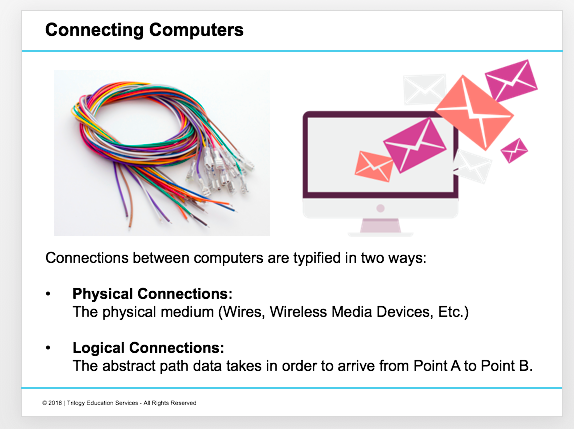 Connecting Computers
Connections between computers are typified in two ways:
• Physical Connections:
The physical medium (Wires, Wireless Media Devices, Etc.)
• Logical Connections:
The abstract path data takes in order to arrive from Point A to Point B.
© 2018 | Trilogy Education Services - All Rights Reserved